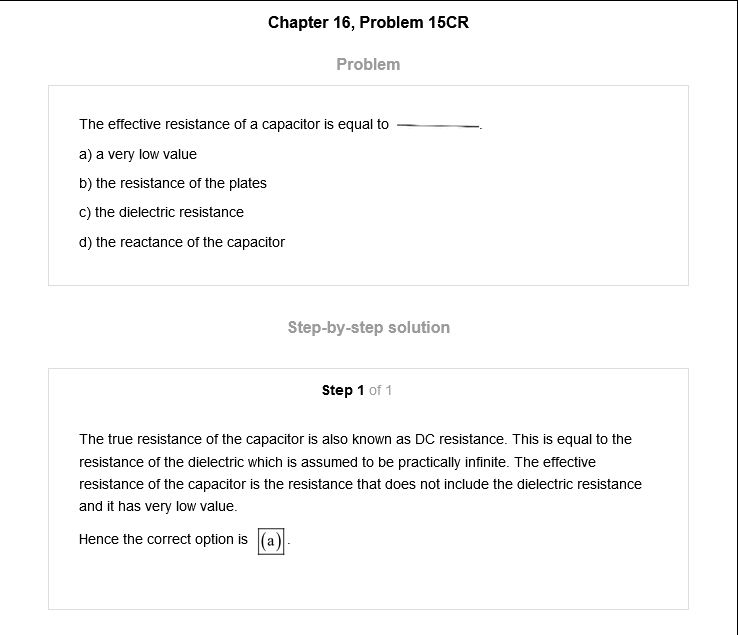 Chapter 16, Problem 15CR
Problem
The effective resistance of a capacitor is equal to ________.
a) a very low value
b) the resistance of the plates
c) the dielectric resistance
d) the reactance of the capacitor
Step-by-step solution
Step 1 of 1
The true resistance of the capacitor is also known as DC resistance. This is equal to the
resistance of the dielectric which is assumed to be practically infinite. The effective
resistance of the capacitor is the resistance that does not include the dielectric resistance
and it has very low value.
Hence the correct option is (a).